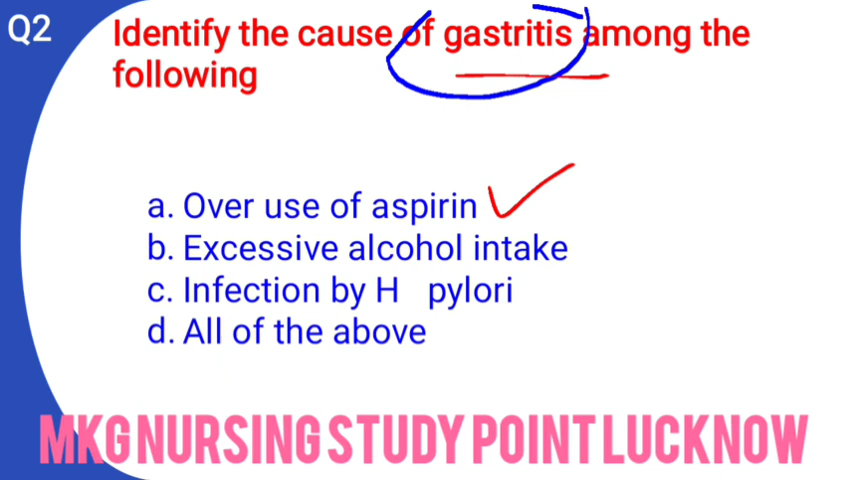 Q2
Identify the cause of gastritis among the
following
a. Over use of aspirin
b. Excessive alcohol intake
c. Infection by H pylori
d. All of the above
MKG NURSING STUDY POINT LUCKNOW